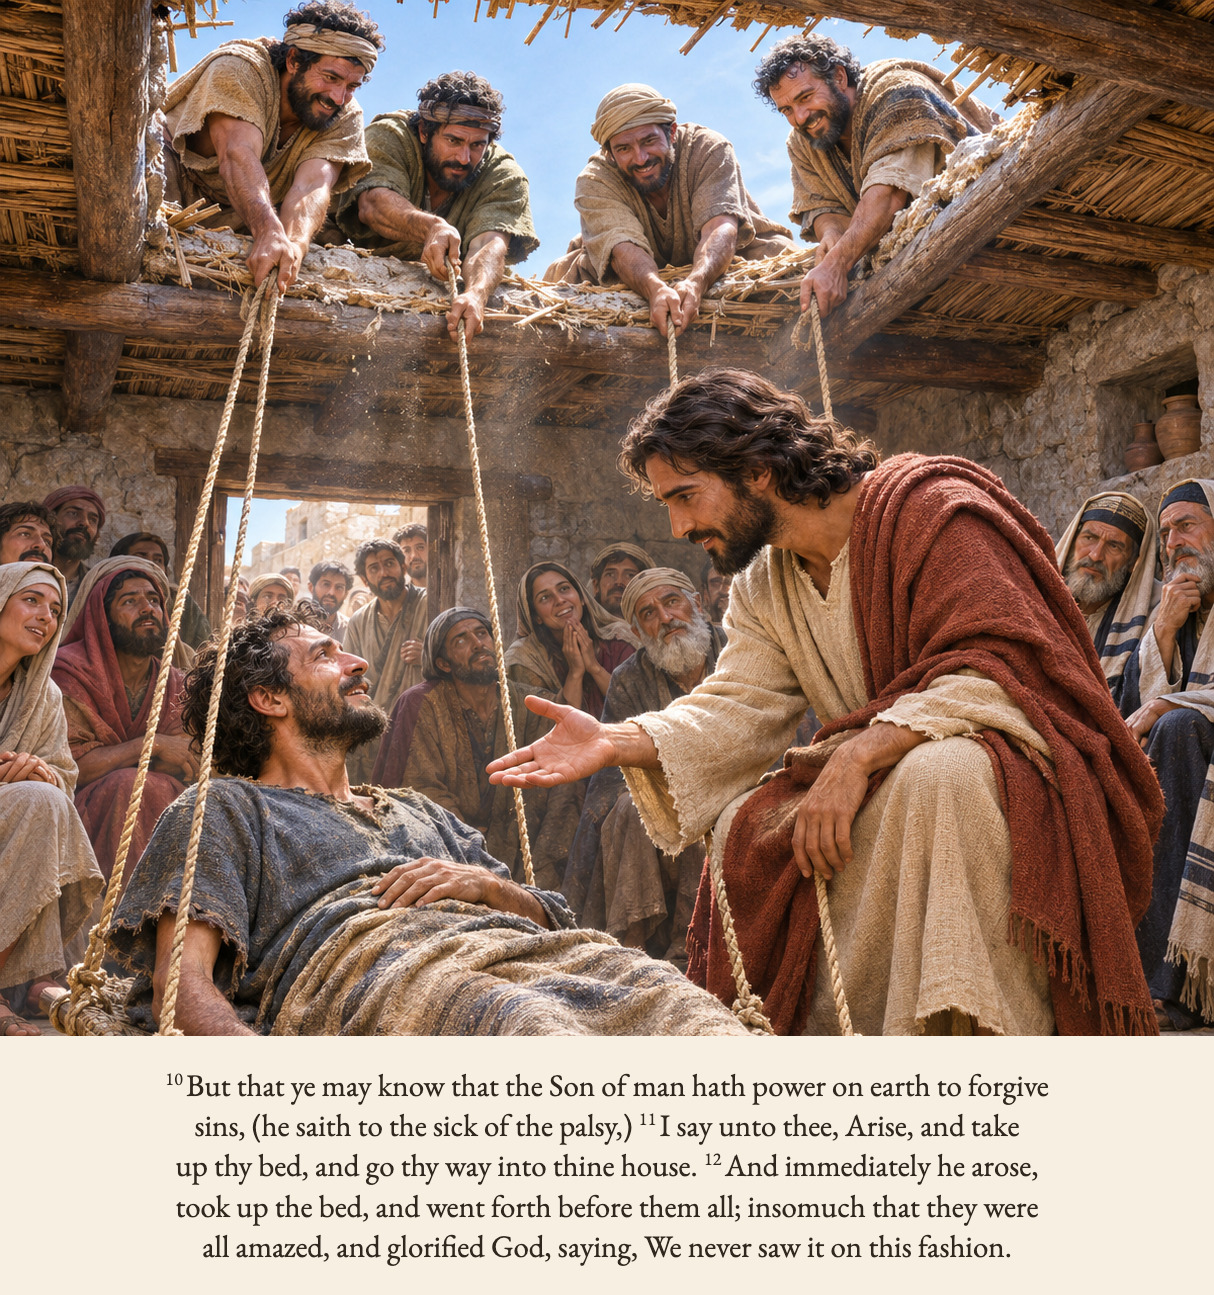 10 But that ye may know that the Son of man hath power on earth to forgive
sins, (he saith to the sick of the palsy,) 11 I say unto thee, Arise, and take
up thy bed, and go thy way into thine house. 12 And immediately he arose,
took up the bed, and went forth before them all; insomuch that they were
all amazed, and glorified God, saying, We never saw it on this fashion.